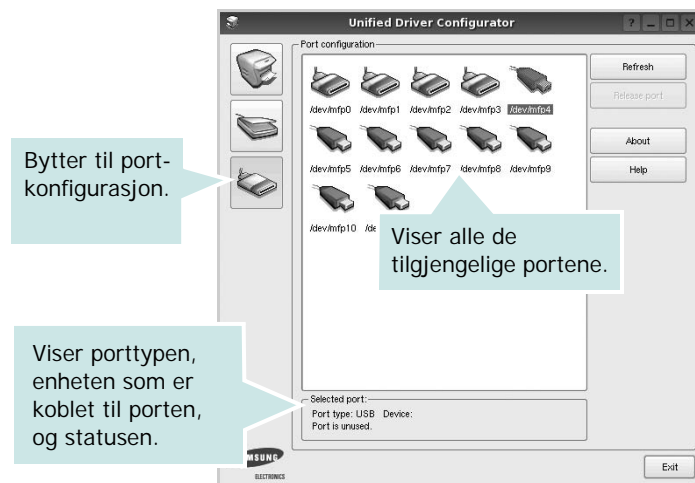 Unified Driver Configurator
Port configuration
/dev/mfp0 /dev/mfp1 /dev/mfp2 /dev/mfp3 /dev/mfp4
/dev/mfp5 /dev/mfp6 /dev/mfp7 /dev/mfp8 /dev/mfp9
/dev/mfp10
Refresh
Release port
About
Help
Bytter til port-
konfigurasjon.
Viser alle de
tilgjengelige portene.
Viser porttypen,
enheten som er
koblet til porten,
og statusen.
Selected port:
Port type: USB Device:
Port is unused.
ELECTRONICS
Exit